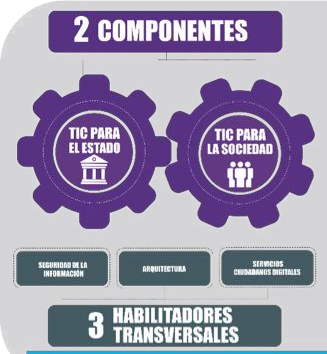 2 COMPONENTES
TIC PARA
EL ESTADO
TIC PARA
LA SOCIEDAD
SEGURIDAD DE LA
INFORMACIÓN
ARQUITECTURA
SERVICIOS
CIUDADANOS DIGITALES
3 HABILITADORES
TRANSVERSALES